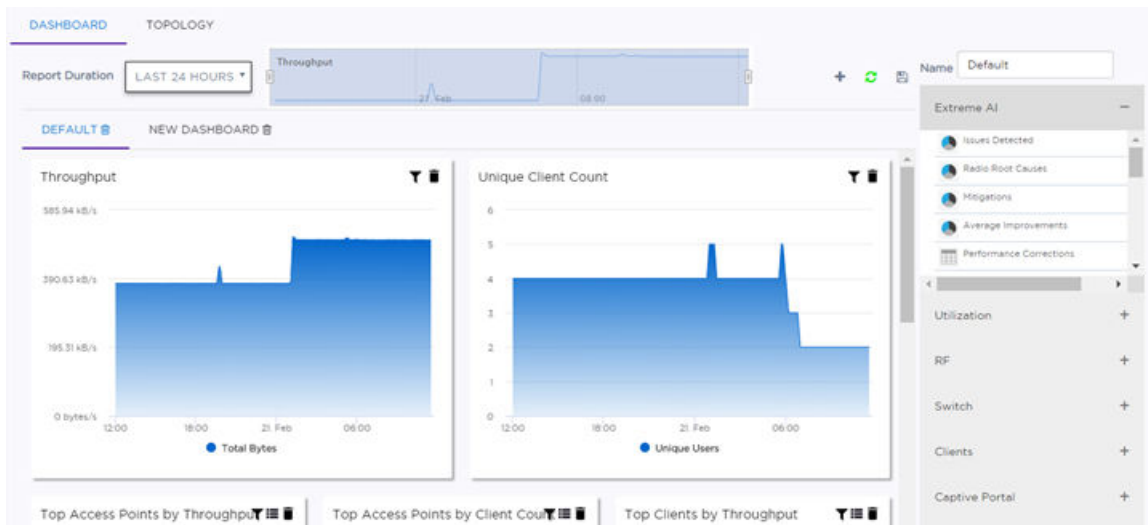 DASHBOARD TOPOLOGY
Report Duration LAST 24 HOURS
Throughput
27. Feb 08:00
Name Default
DEFAULT NEW DASHBOARD
Throughput
585.94 kB/s
390.63 kB/s
195.31 kB/s
0 bytes/s
12:00 18:00 21. Feb 06:00
Total Bytes
Unique Client Count
6
5
4
3
2
1
0
12:00 18:00 21. Feb 06:00
Unique Users
Extreme AI
Issues Detected
Radio Root Causes
Mitigations
Average Improvements
Performance Corrections
Utilization
RF
Switch
Clients
Captive Portal
Top Access Points by Throughput
Top Access Points by Client Count
Top Clients by Throughput